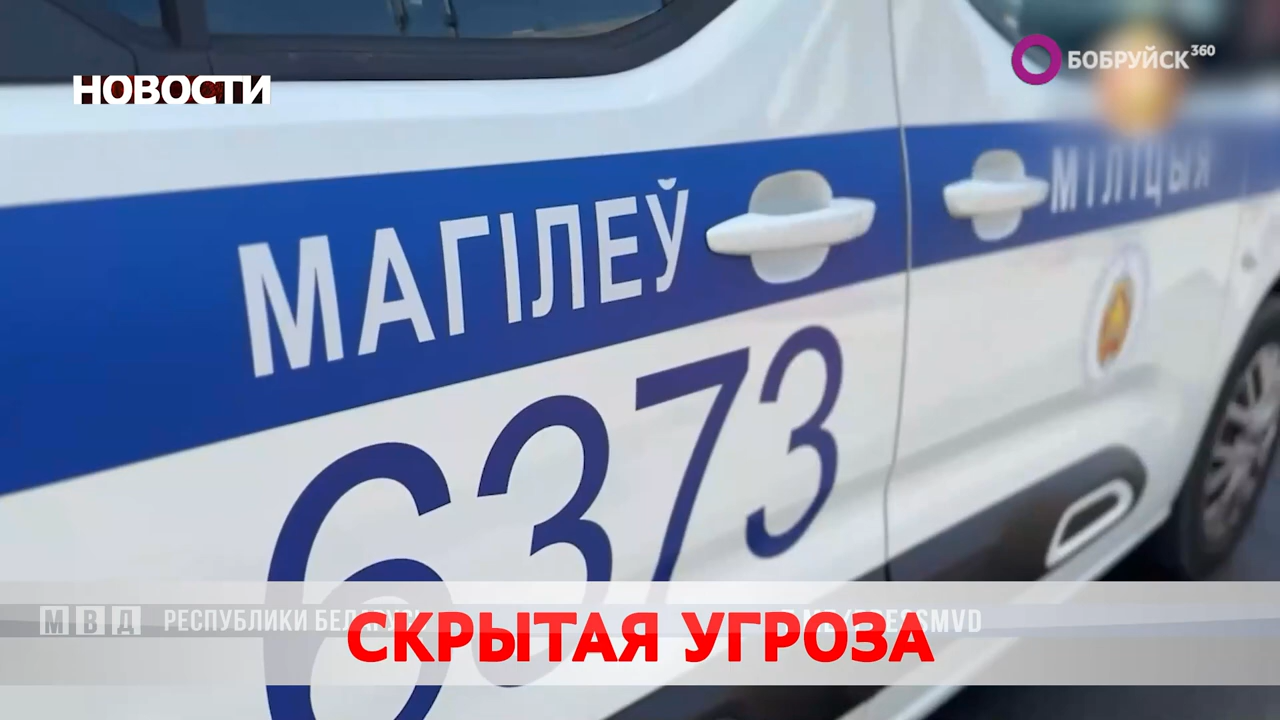 НОВОСТИ
БОБРУЙСК360
МАГІЛЕЎ
МІЛІЦЫЯ
6373
МВД РЕСПУБЛИКИ
СКРЫТАЯ УГРОЗА